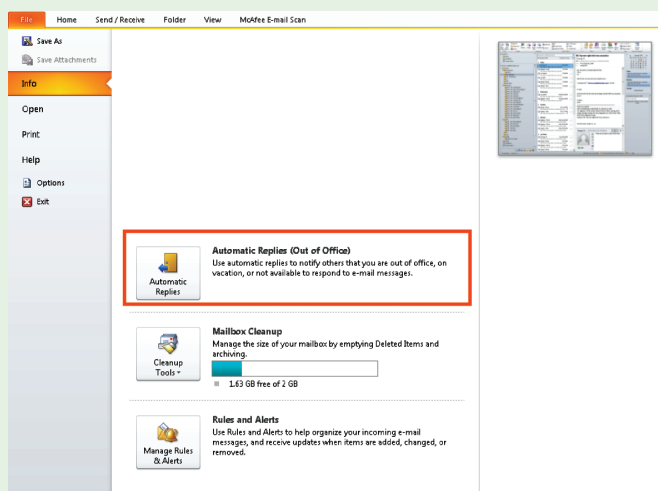 File Home Send / Receive Folder View McAfee E-mail Scan
Save As
Save Attachments
Info
Open
Print
Help
Options
Exit
Automatic Replies (Out of Office)
Use automatic replies to notify others that you are out of office, on
vacation, or not available to respond to e-mail messages.
Automatic
Replies
Mailbox Cleanup
Manage the size of your mailbox by emptying Deleted Items and
archiving.
Cleanup
Tools
1.63 GB free of 2 GB
Rules and Alerts
Use Rules and Alerts to help organize your incoming e-mail
messages, and receive updates when items are added, changed, or
removed.
Manage Rules
& Alerts